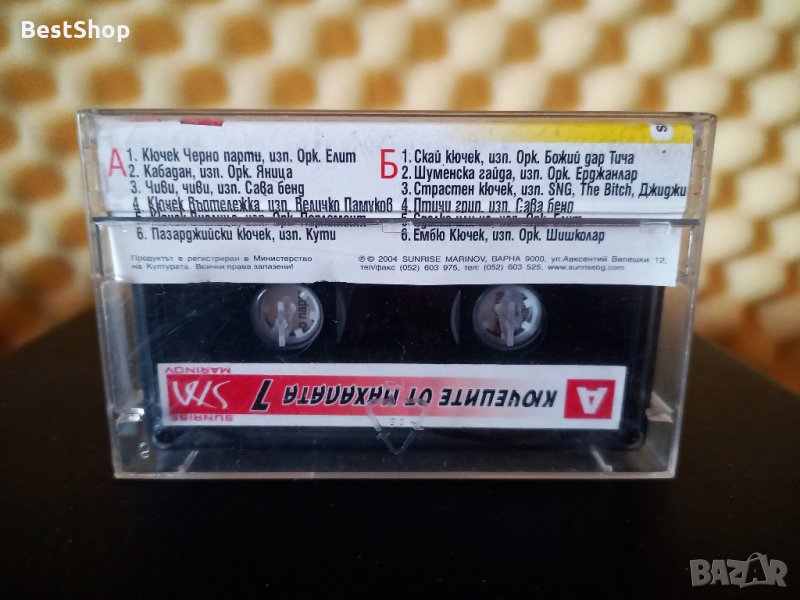 BestShop
А
1. Кючек Черно парти, изп. Орк. Елит
2. Кабадан, изп. Орк. Яница
3. Чиви, чиви, изп. Сава бенд
4. Кючек Въртележка, изп. Величко Памуков
6. Пазарджийски кючек, изп. Кути
Б
1. Скай кючек, изп. Орк. Божий дар Тича
2. Шуменска гайда, изп. Орк. Ерджанлар
3. Страстен кючек, изп. SNG, The Bitch, Джиджи
4. Птичи грип, изп. Сава бенд
6. Ембю Кючек, изп. Орк. Шишколар
Продуктът е регистриран в Министерство
на Културата. Всички права запазени!
℗ © 2004 SUNRISE MARINOV, ВАРНА 9000, ул.Авксентий Велешки 12,
тел/факс (052) 603 975, тел: (052) 603 525. www.sunrisebg.com
A
КЮЧЕЦИТЕ ОТ МАХАЛАТА 7
SUNRISE
MARINOV
BAZAR